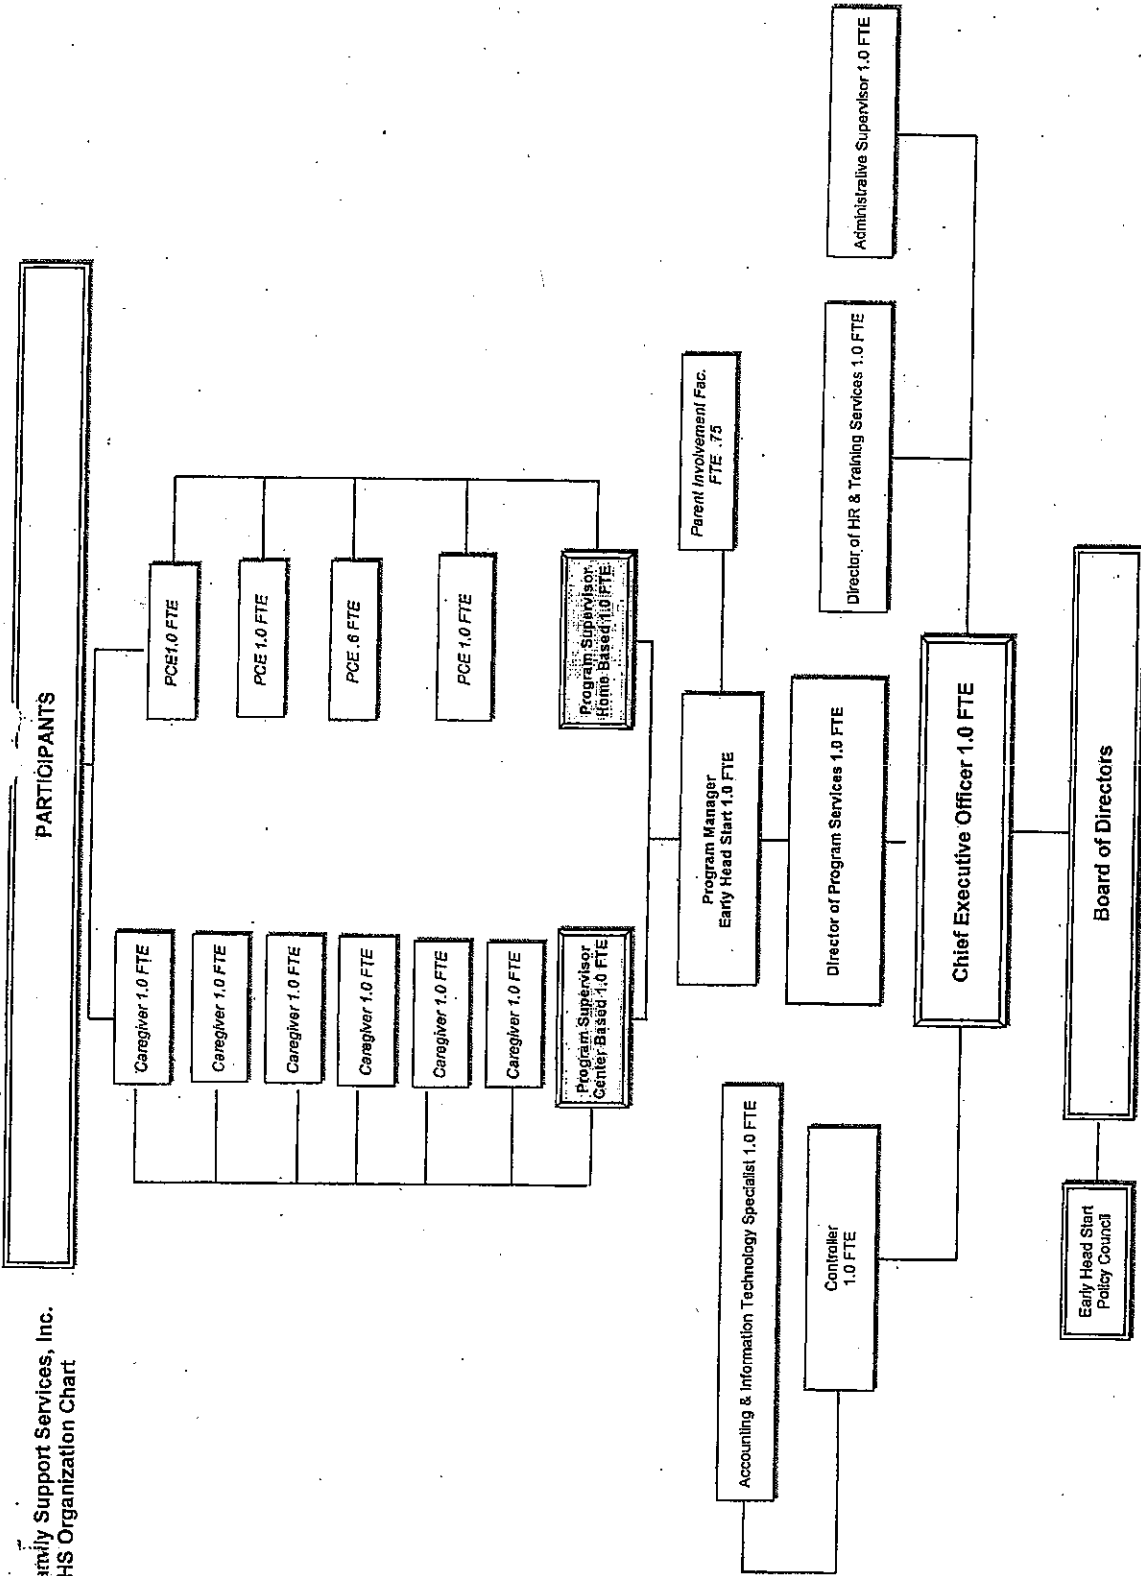 amily Support Services, Inc.
HS Organization Chart
PARTICIPANTS
Caregiver 1.0 FTE
Caregiver 1.0 FTE
Caregiver 1.0 FTE
Caregiver 1.0 FTE
Caregiver 1.0 FTE
Caregiver 1.0 FTE
Program Supervisor
Center Based 1.0 FTE
PCE1.0 FTE
PCE 1.0 FTE
PCE .6 FTE
PCE 1.0 FTE
Program Supervisor
Home Based 1.0 FTE
Program Manager
Early Head Start 1.0 FTE
Parent Involvement Fac.
FTE .75
Accounting & Information Technology Specialist 1.0 FTE
Controller
1.0 FTE
Director of Program Services 1.0 FTE
Director of HR & Training Services 1.0 FTE
Administrative Supervisor 1.0 FTE
Chief Executive Officer 1.0 FTE
Early Head Start
Policy Council
Board of Directors